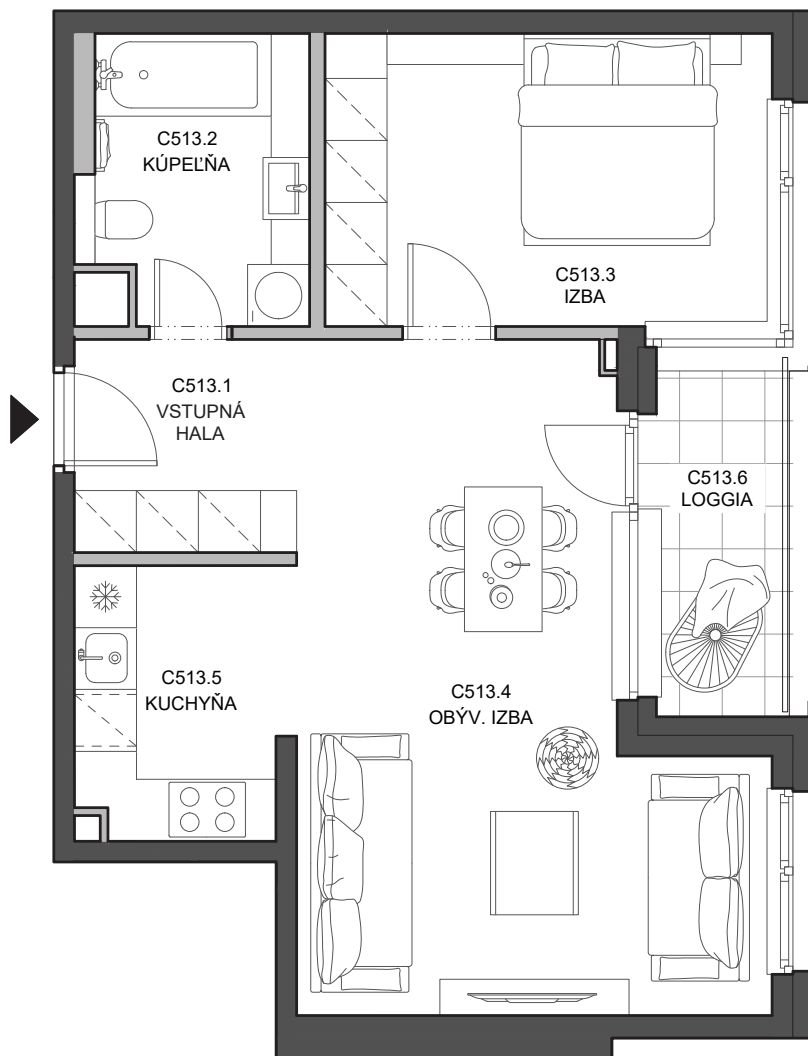 C513.2
KÚPEĽŇA
C513.3
IZBA
C513.1
VSTUPNÁ
HALA
C513.6
LOGGIA
C513.5
KUCHYŇA
C513.4
OBÝV. IZBA